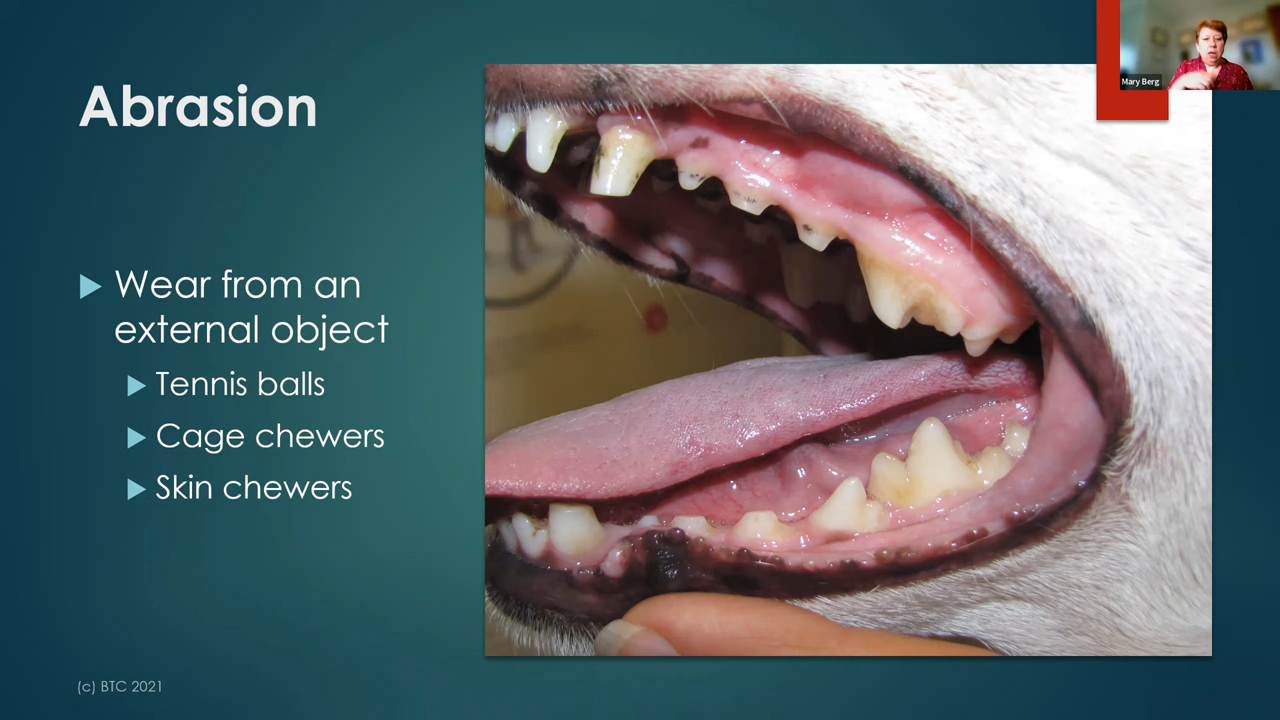 Abrasion
Wear from an
external object
Tennis balls
Cage chewers
Skin chewers
(c) BTC 2021
Mary Berg